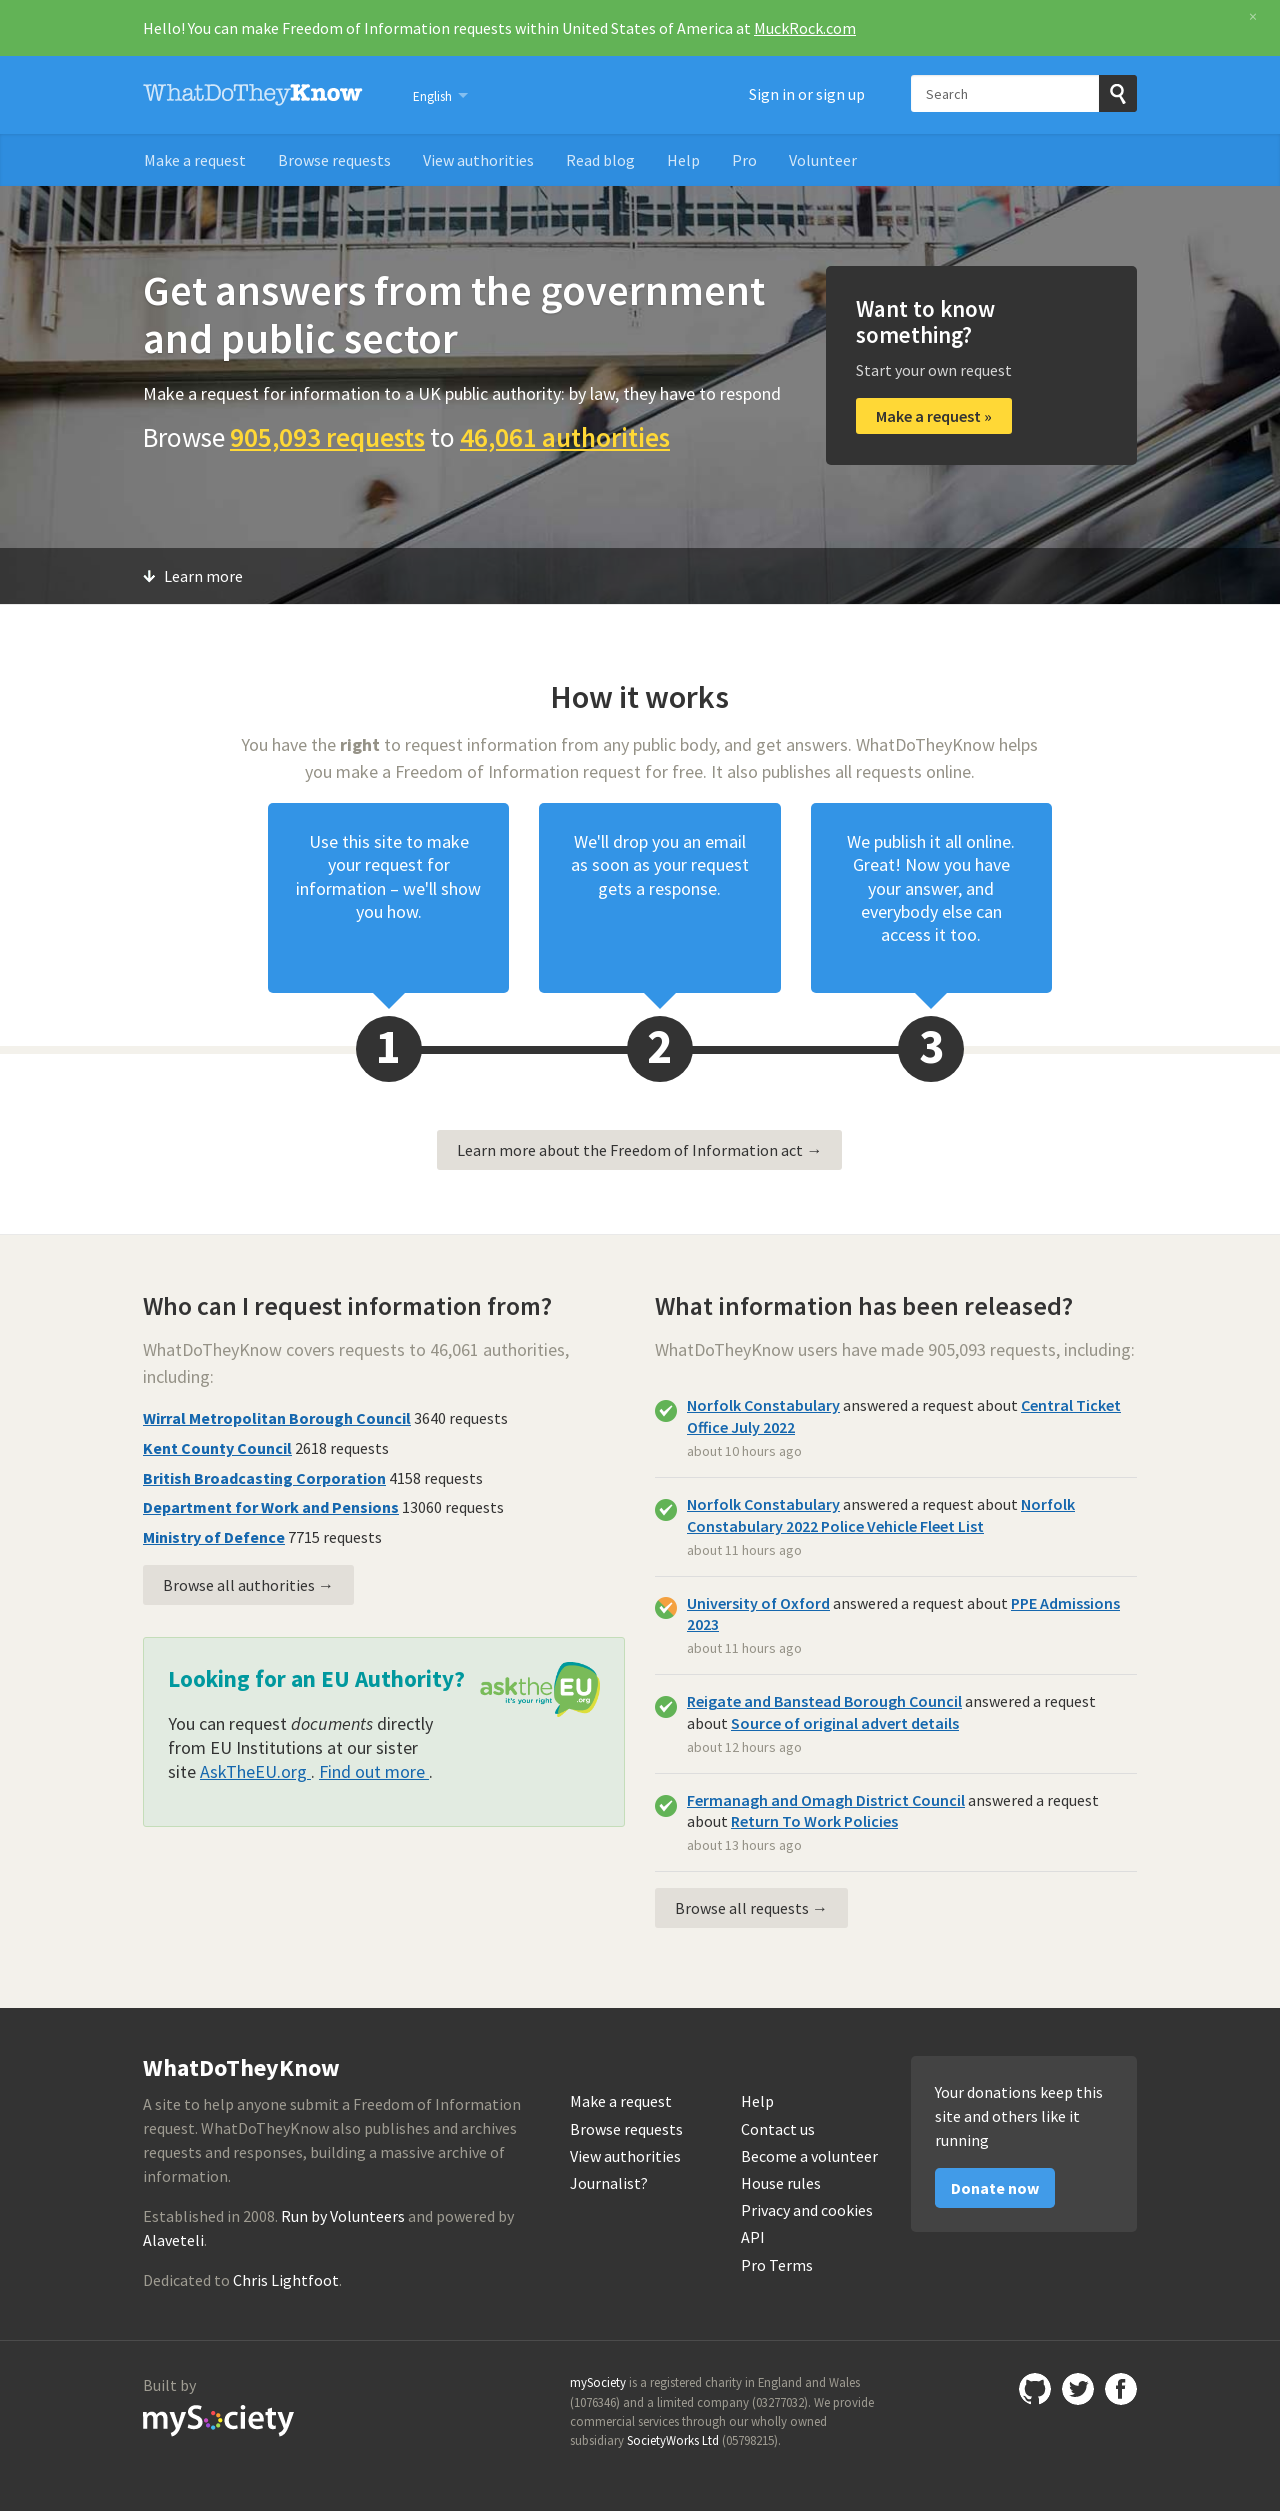 Hello! You can make Freedom of Information requests within United States of America at MuckRock.com
×
WhatDoTheyKnow
English
Sign in or sign up
Search
Make a request
Browse requests
View authorities
Read blog
Help
Pro
Volunteer
Get answers from the government
and public sector
Make a request for information to a UK public authority: by law, they have to respond
Browse 905,093 requests to 46,061 authorities
Want to know
something?
Start your own request
Make a request »
Learn more
How it works
You have the right to request information from any public body, and get answers. WhatDoTheyKnow helps
you make a Freedom of Information request for free. It also publishes all requests online.
Use this site to make
your request for
information – we'll show
you how.
We'll drop you an email
as soon as your request
gets a response.
We publish it all online.
Great! Now you have
your answer, and
everybody else can
access it too.
1
2
3
Learn more about the Freedom of Information act →
Who can I request information from?
WhatDoTheyKnow covers requests to 46,061 authorities,
including:
Wirral Metropolitan Borough Council 3640 requests
Kent County Council 2618 requests
British Broadcasting Corporation 4158 requests
Department for Work and Pensions 13060 requests
Ministry of Defence 7715 requests
Browse all authorities →
Looking for an EU Authority?
asktheEU
it's your right
.org
You can request documents directly
from EU Institutions at our sister
site AskTheEU.org . Find out more .
What information has been released?
WhatDoTheyKnow users have made 905,093 requests, including:
Norfolk Constabulary answered a request about Central Ticket
Office July 2022
about 10 hours ago
Norfolk Constabulary answered a request about Norfolk
Constabulary 2022 Police Vehicle Fleet List
about 11 hours ago
University of Oxford answered a request about PPE Admissions
2023
about 11 hours ago
Reigate and Banstead Borough Council answered a request
about Source of original advert details
about 12 hours ago
Fermanagh and Omagh District Council answered a request
about Return To Work Policies
about 13 hours ago
Browse all requests →
WhatDoTheyKnow
A site to help anyone submit a Freedom of Information
request. WhatDoTheyKnow also publishes and archives
requests and responses, building a massive archive of
information.
Established in 2008. Run by Volunteers and powered by
Alaveteli.
Dedicated to Chris Lightfoot.
Make a request
Browse requests
View authorities
Journalist?
Help
Contact us
Become a volunteer
House rules
Privacy and cookies
API
Pro Terms
Your donations keep this
site and others like it
running
Donate now
Built by
mySociety
mySociety is a registered charity in England and Wales
(1076346) and a limited company (03277032). We provide
commercial services through our wholly owned
subsidiary SocietyWorks Ltd (05798215).